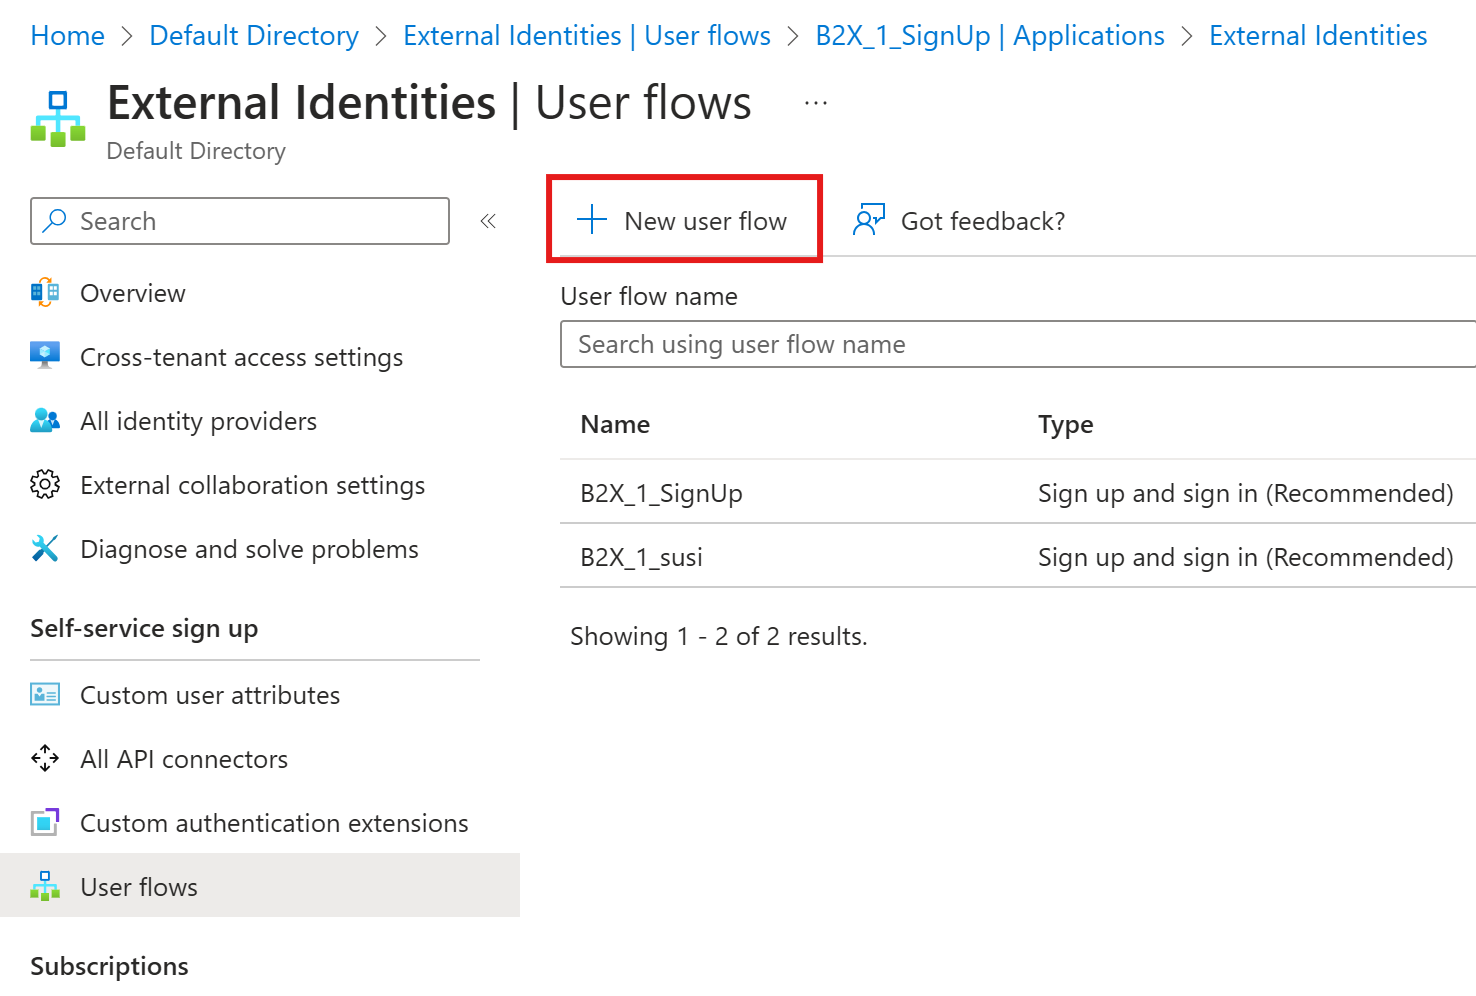 Home > Default Directory > External Identities | User flows > B2X_1_SignUp | Applications > External Identities
External Identities | User flows ...
Default Directory
Search «
Overview
Cross-tenant access settings
All identity providers
External collaboration settings
Diagnose and solve problems
Self-service sign up
Custom user attributes
All API connectors
Custom authentication extensions
User flows
Subscriptions
New user flow Got feedback?
User flow name
Search using user flow name
Name Type
B2X_1_SignUp Sign up and sign in (Recommended)
B2X_1_susi Sign up and sign in (Recommended)
Showing 1 - 2 of 2 results.